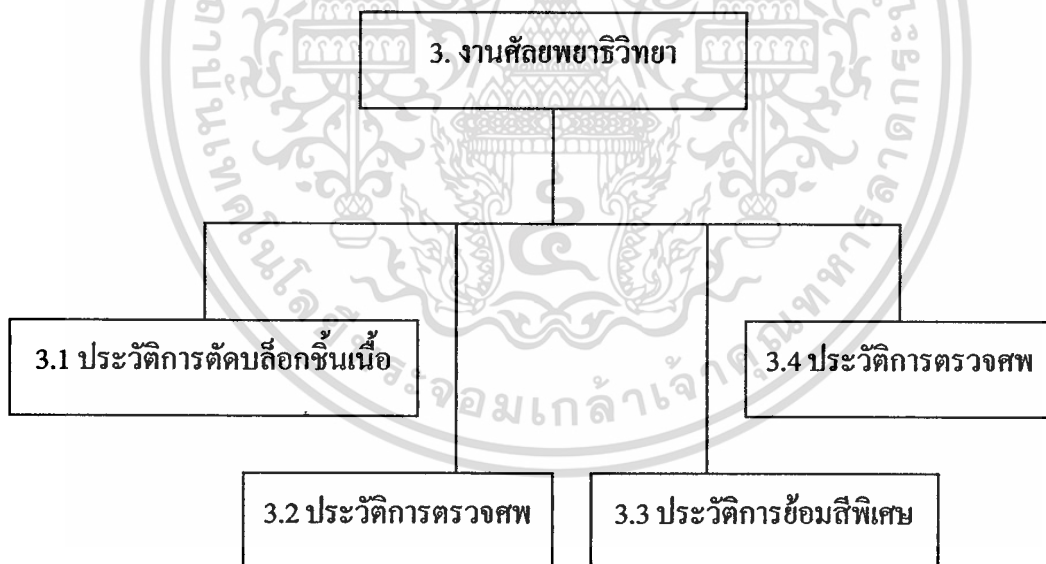 3. งานศัลยพยาธิวิทยา
3.1 ประวัติการตัดบล็อกชิ้นเนื้อ
3.4 ประวัติการตรวจศพ
3.2 ประวัติการตรวจศพ
3.3 ประวัติการย้อมสีพิเศษ